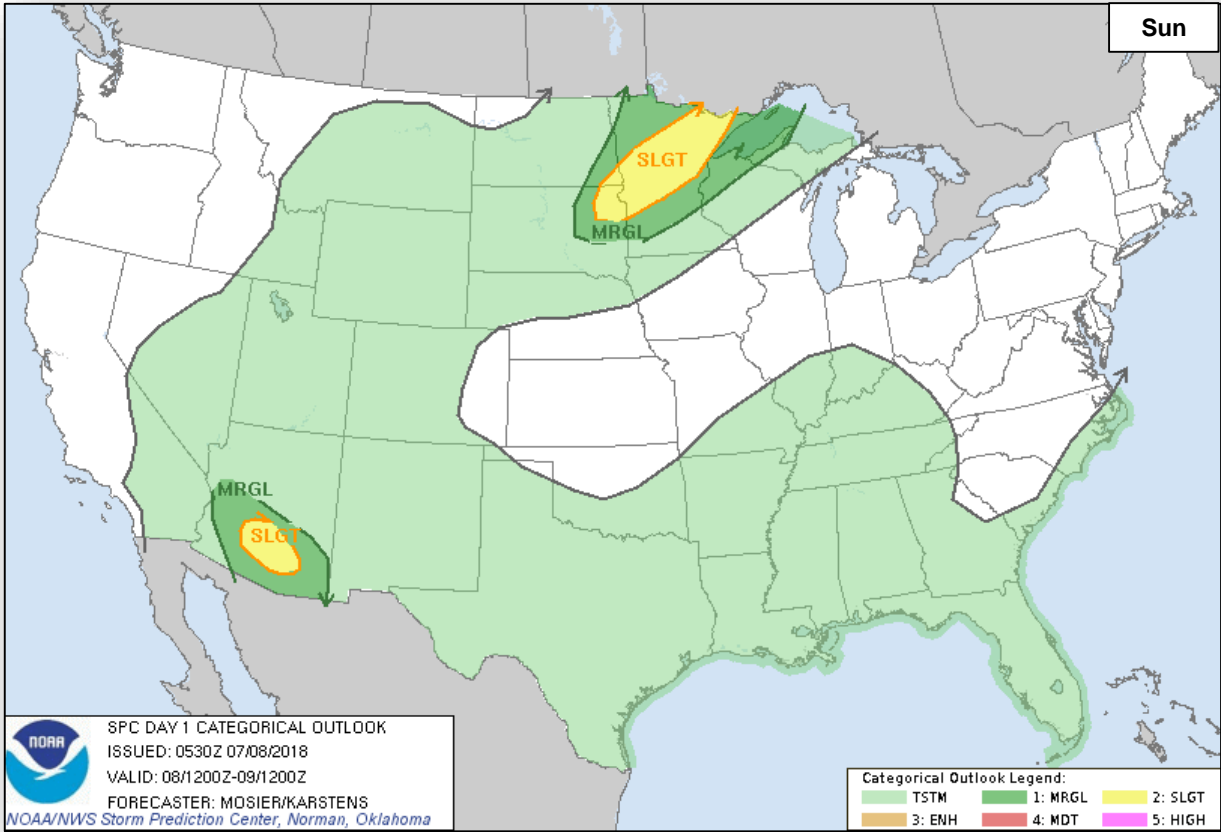 Sun
SLGT
MRGL
MRGL
SLGT
NOAA
SPC DAY 1 CATEGORICAL OUTLOOK
ISSUED: 0530Z 07/08/2018
VALID: 08/1200Z-09/1200Z
FORECASTER: MOSIER/KARSTENS
NOAA/NWS Storm Prediction Center, Norman, Oklahoma
Categorical Outlook Legend:
TSTM 1: MRGL 2: SLGT
3: ENH 4: MDT 5: HIGH